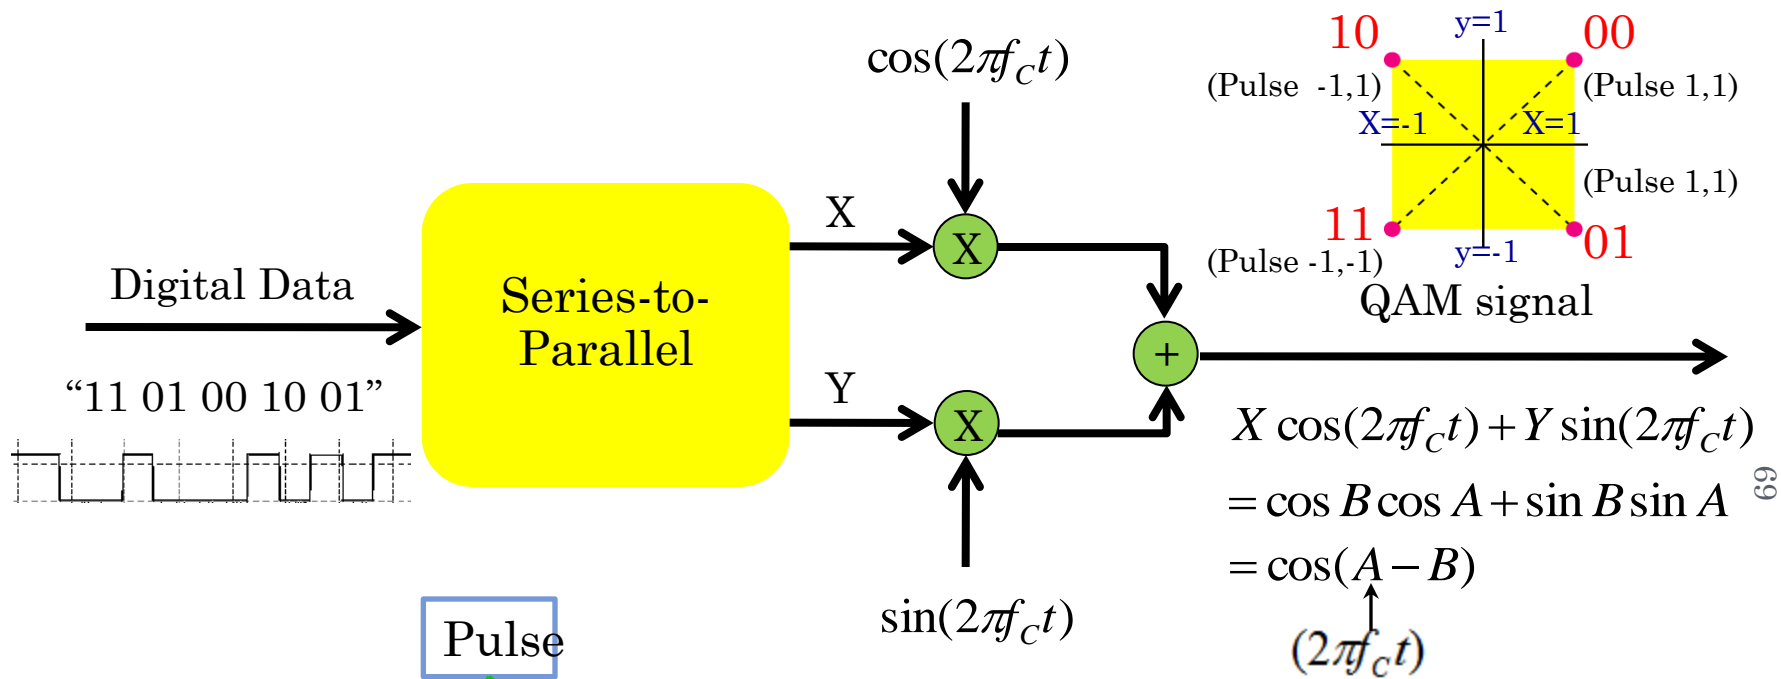 cos(2πf_C t)
10
y=1
00
(Pulse -1,1)
(Pulse 1,1)
X=-1
X=1
(Pulse 1,1)
11
y=-1
01
(Pulse -1,-1)
QAM signal
Digital Data
“11 01 00 10 01”
Series-to-
Parallel
X
X
Y
X
+
X cos(2πf_C t) + Y sin(2πf_C t)
= cos B cos A + sin B sin A
= cos(A − B)
(2πf_C t)
sin(2πf_C t)
Pulse
69